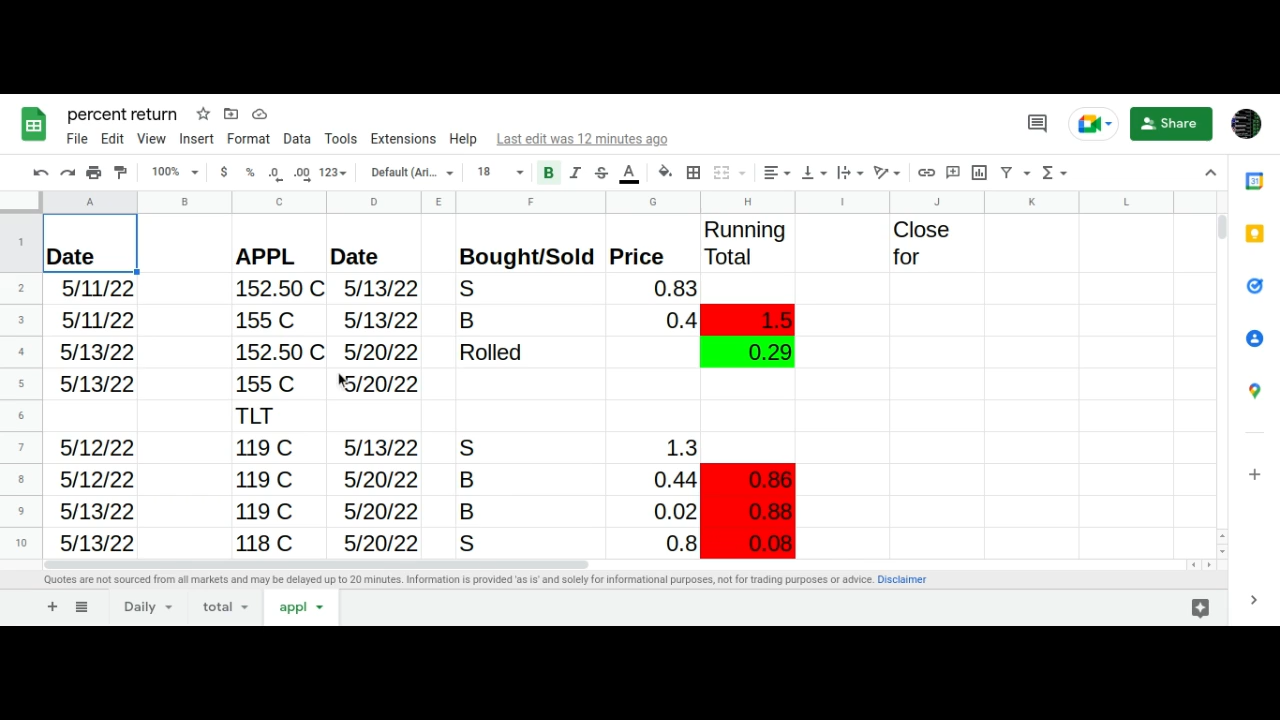 percent return
File Edit View Insert Format Data Tools Extensions Help Last edit was 12 minutes ago
Share
100% $ % .0 .00 123 Default (Ari... 18 B I S A
A B C D E F G H I J K L
1 Date APPL Date Bought/Sold Price Running Total Close for
2 5/11/22 152.50 C 5/13/22 S 0.83
3 5/11/22 155 C 5/13/22 B 0.4 1.5
4 5/13/22 152.50 C 5/20/22 Rolled 0.29
5 5/13/22 155 C 5/20/22
6 TLT
7 5/12/22 119 C 5/13/22 S 1.3
8 5/12/22 119 C 5/20/22 B 0.44 0.86
9 5/13/22 119 C 5/20/22 B 0.02 0.88
10 5/13/22 118 C 5/20/22 S 0.8 0.08
Quotes are not sourced from all markets and may be delayed up to 20 minutes. Information is provided 'as is' and solely for informational purposes, not for trading purposes or advice. Disclaimer
Daily total appl
31